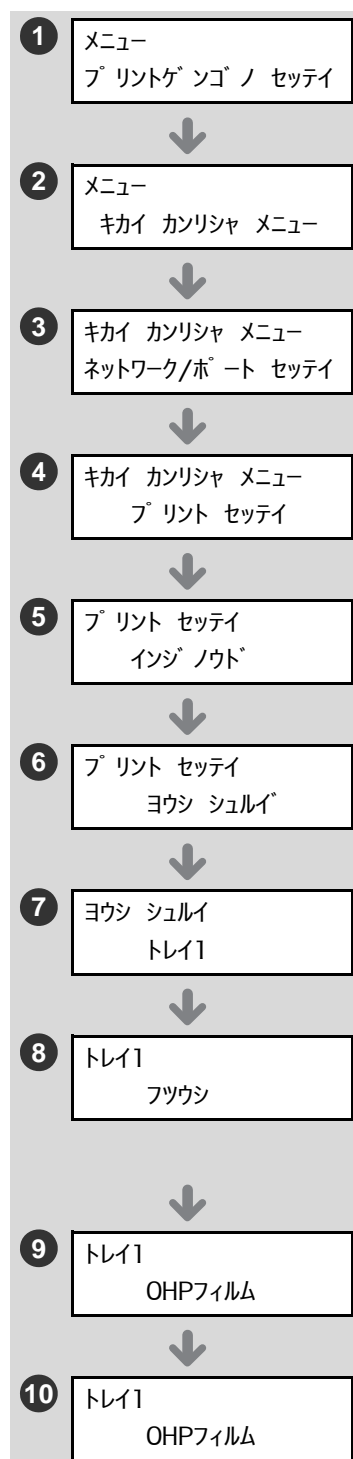 1
メニュー
プリントゲンゴノ セッテイ
2
メニュー
キカイ カンリシャ メニュー
3
キカイ カンリシャ メニュー
ネットワーク/ポート セッテイ
4
キカイ カンリシャ メニュー
プリント セッテイ
5
プリント セッテイ
インジノウド
6
プリント セッテイ
ヨウシ シュルイ゛
7
ヨウシ シュルイ
トレイ1
8
トレイ1
フツウシ
9
トレイ1
OHPフィルム
10
トレイ1
OHPフィルム